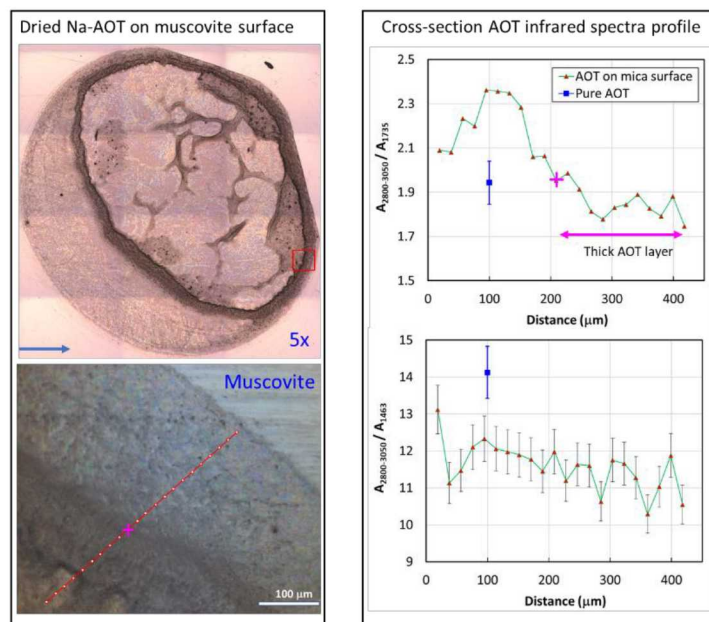 Dried Na-AOT on muscovite surface
5x
Muscovite
100 μm
Cross-section AOT infrared spectra profile
2.5
2.3
2.1
1.9
1.7
1.5
A2800-3050 / A1735
AOT on mica surface
Pure AOT
Thick AOT layer
0 100 200 300 400
Distance (μm)
15
14
13
12
11
10
9
A2800-3050 / A1463
0 100 200 300 400
Distance (μm)